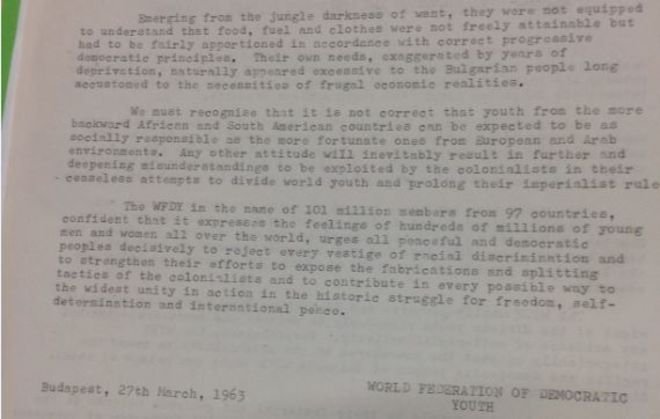 Emerging from the jungle darkness of want, they were not equipped
to understand that food, fuel and clothes were not freely attainable but
had to be fairly apportioned in accordance with correct progressive
democratic principles. Their own needs, exaggerated by years of
deprivation, naturally appeared excessive to the Bulgarian people long
accustomed to the necessities of frugal economic realities.
We must recognise that it is not correct that youth from the more
backward African and South American countries can be expected to be as
socially responsible as the more fortunate ones from European and Arab
environments. Any other attitude will inevitably result in further and
deepening misunderstandings to be exploited by the colonialists in their
ceaseless attempts to divide world youth and prolong their imperialist rule
The WFDY in the name of 101 million members from 97 countries,
confident that it expresses the feelings of hundreds of millions of young
men and women all over the world, urges all peaceful and democratic
peoples decisively to reject every vestige of racial discrimination and
to strengthen their efforts to expose the fabrications and splitting
tactics of the colonialists and to contribute in every possible way to
the widest unity in action in the historic struggle for freedom, self-
determination and international peace.
Budapest, 27th March, 1963
WORLD FEDERATION OF DEMOCRATIC
YOUTH